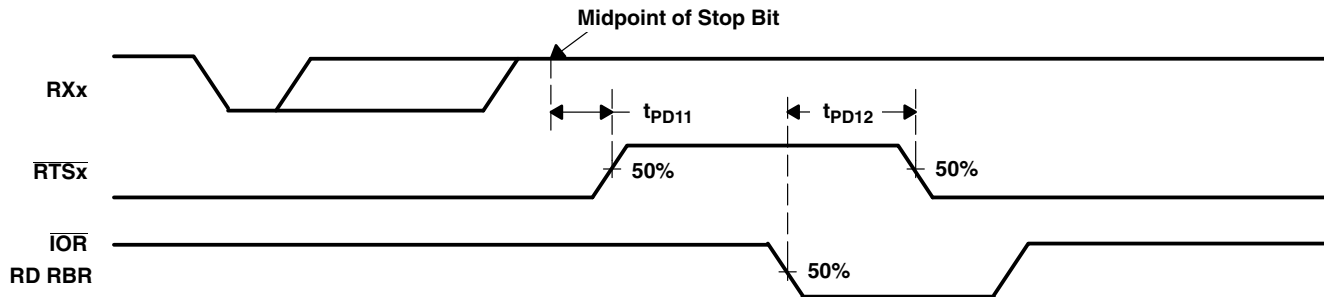 Midpoint of Stop Bit
RXx
tPD11
tPD12
RTSx
50%
50%
IOR
RD RBR
50%